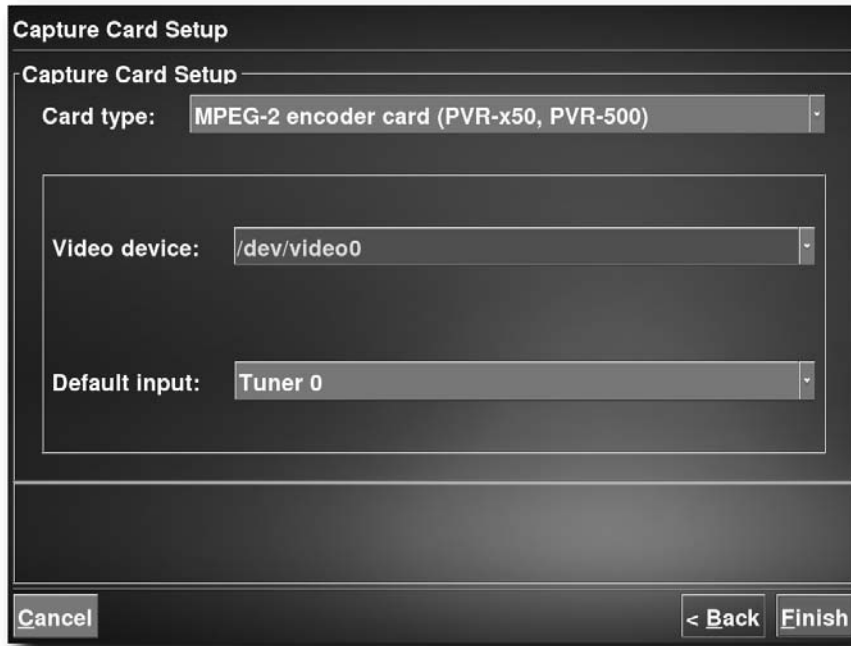 Capture Card Setup
Capture Card Setup
Card type: MPEG-2 encoder card (PVR-x50, PVR-500)
Video device: /dev/video0
Default input: Tuner 0
Cancel < Back Finish